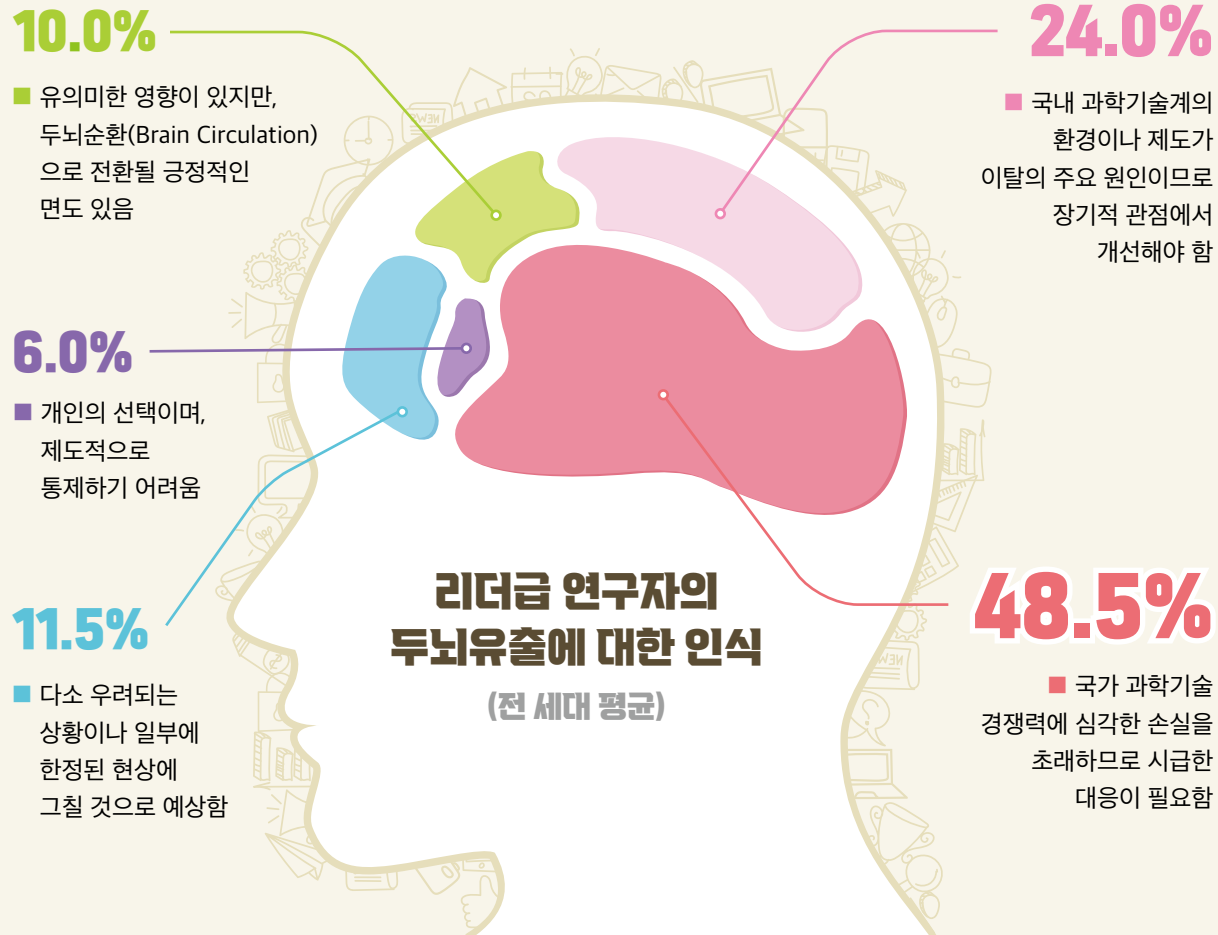 10.0%
■ 유의미한 영향이 있지만,
두뇌순환(Brain Circulation)
으로 전환될 긍정적인
면도 있음
24.0%
■ 국내 과학기술계의
환경이나 제도가
이탈의 주요 원인이므로
장기적 관점에서
개선해야 함
6.0%
■ 개인의 선택이며,
제도적으로
통제하기 어려움
11.5%
■ 다소 우려되는
상황이나 일부에
한정된 현상에
그칠 것으로 예상함
리더급 연구자의
두뇌유출에 대한 인식
(전 세대 평균)
48.5%
■ 국가 과학기술
경쟁력에 심각한 손실을
초래하므로 시급한
대응이 필요함
NEWS
NEWS